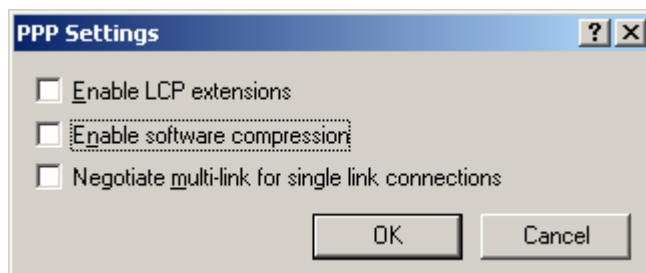 PPP Settings
Enable LCP extensions
Enable software compression
Negotiate multi-link for single link connections
OK Cancel